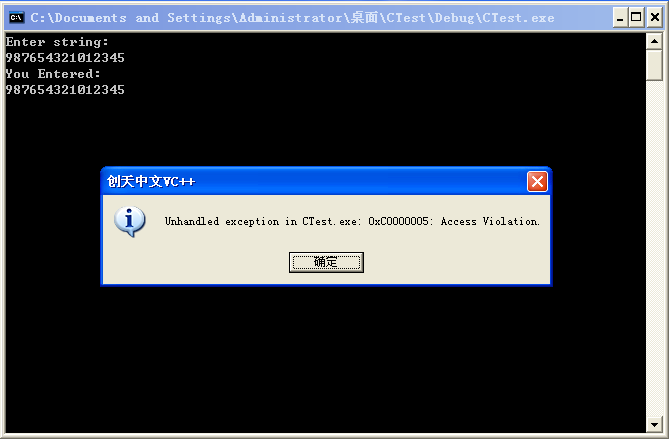 C:\Documents and Settings\Administrator\桌面\CTest\Debug\CTest.exe
Enter string:
987654321012345
You Entered:
987654321012345
创天中文VC++
Unhandled exception in CTest.exe: 0xC0000005: Access Violation.
确定